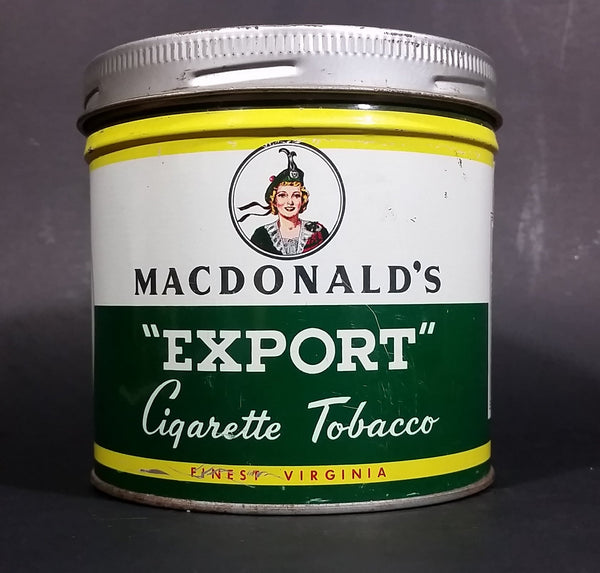 MACDONALD'S
"EXPORT"
Cigarette Tobacco
FINEST VIRGINIA